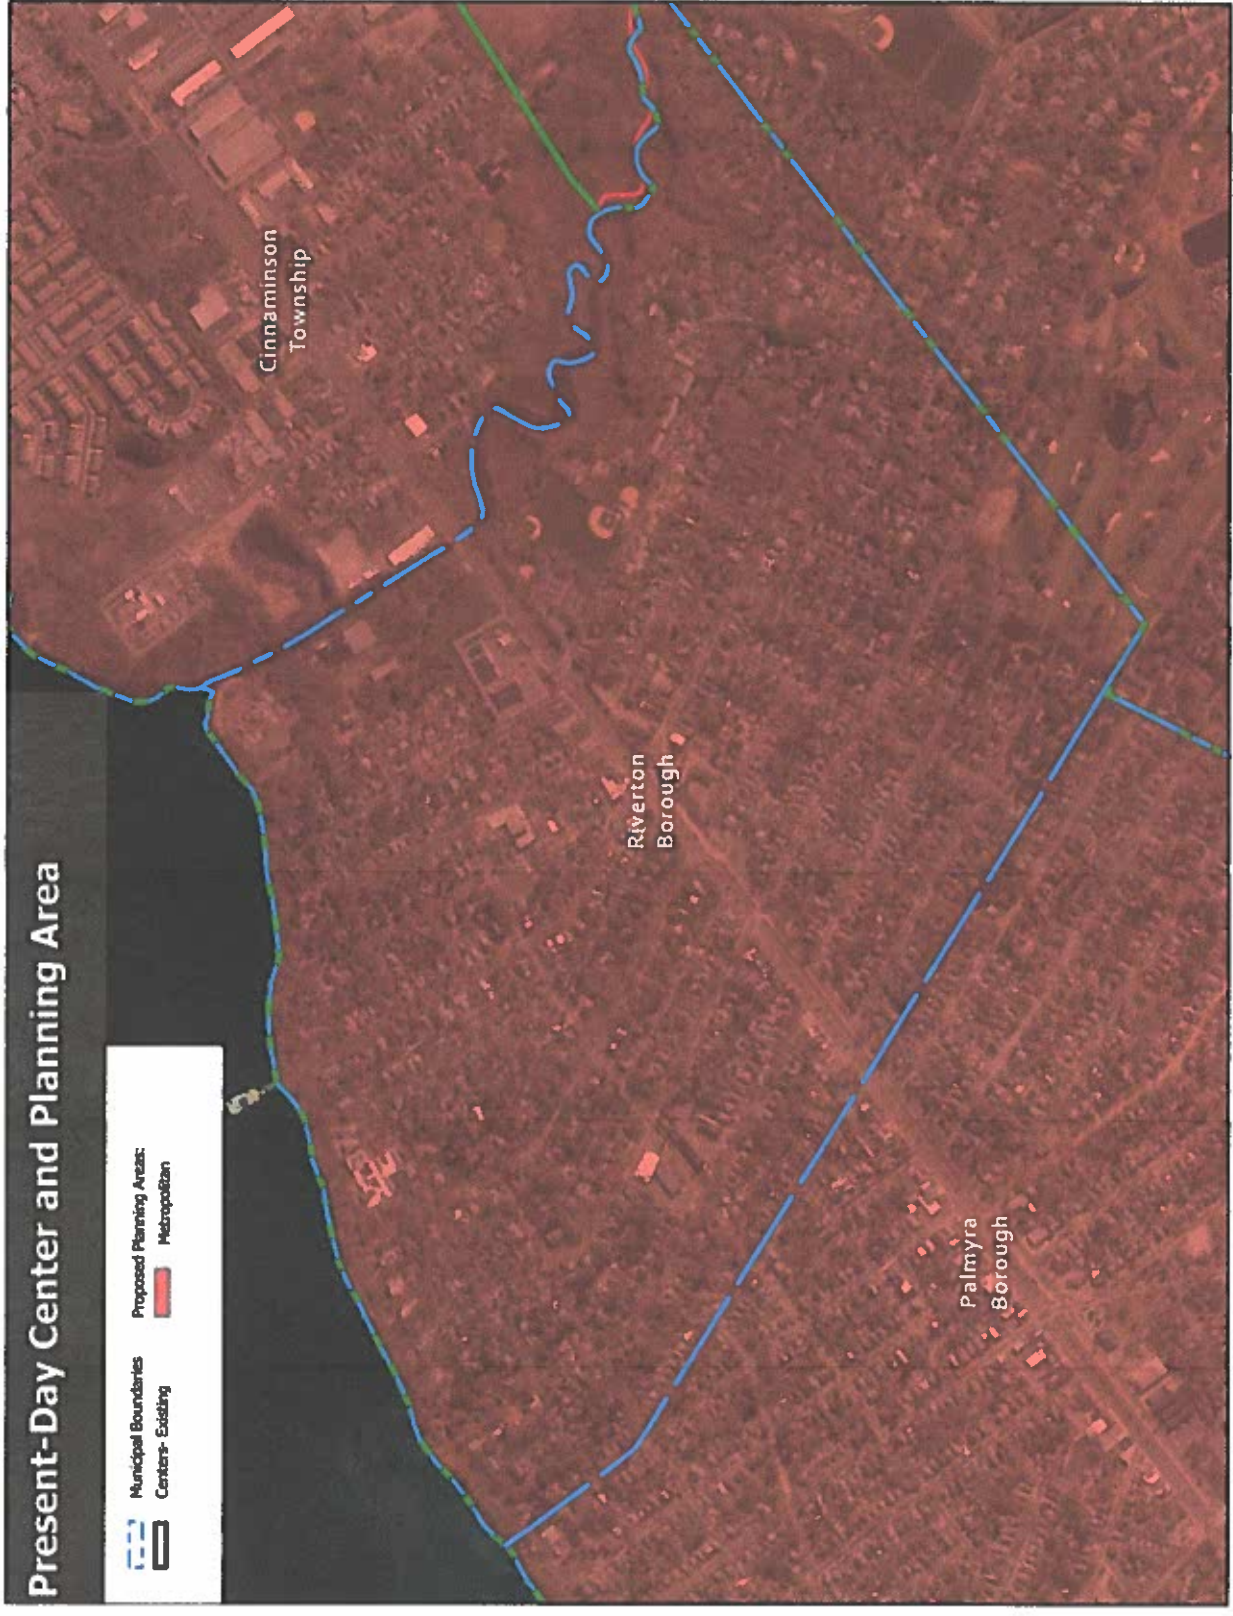 Present-Day Center and Planning Area
Municipal Boundaries
Centers- Existing
Proposed Planning Areas:
Metropolitan
Cinnaminson
Township
Riverton
Borough
Palmyra
Borough